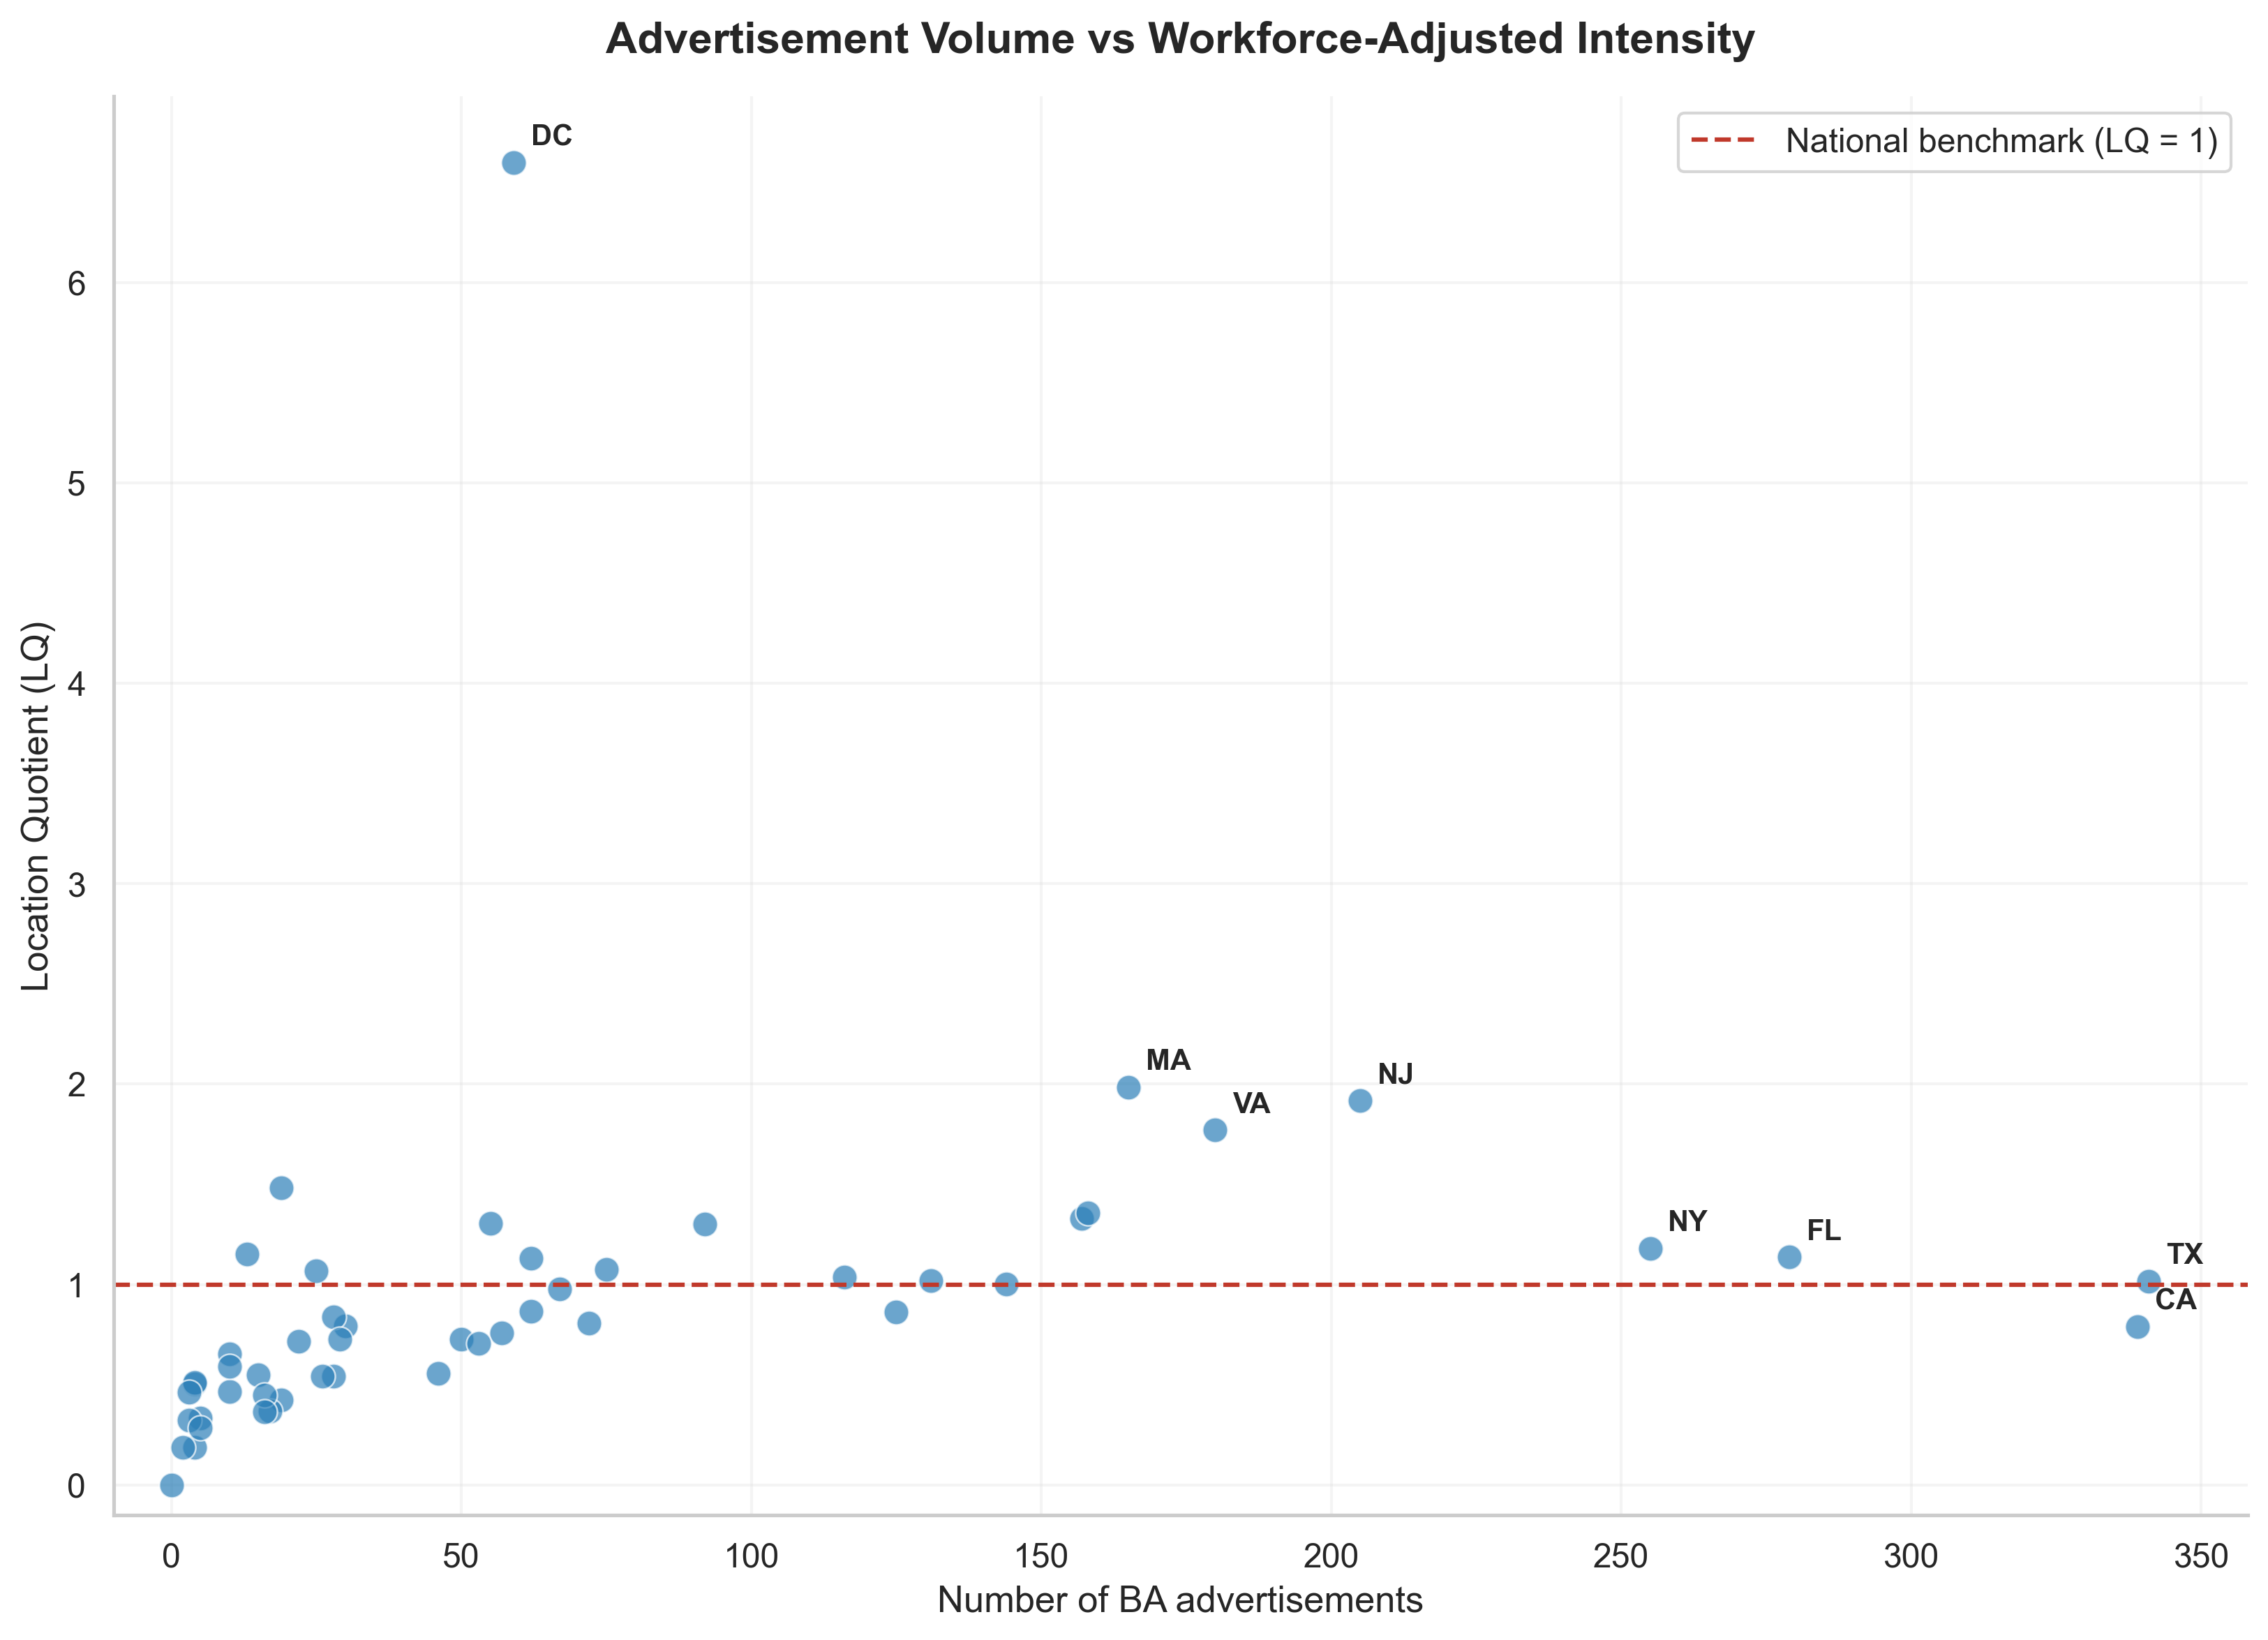 Advertisement Volume vs Workforce-Adjusted Intensity
National benchmark (LQ = 1)
DC
6
5
4
3
2
1
0
Location Quotient (LQ)
MA
NJ
VA
NY
FL
TX
CA
0 50 100 150 200 250 300 350
Number of BA advertisements